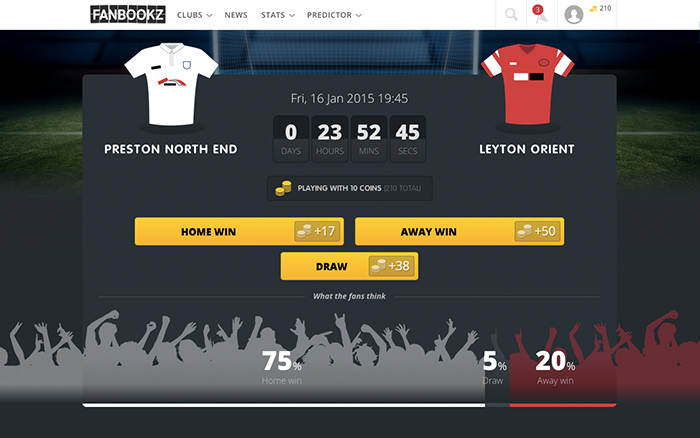 FANBOOKZ CLUBS NEWS STATS PREDICTOR 3 210
Fri, 16 Jan 2015 19:45
PRESTON NORTH END
0 23 52 45
DAYS HOURS MINS SECS
LEYTON ORIENT
PLAYING WITH 10 COINS (210 TOTAL)
HOME WIN +17 AWAY WIN +50
DRAW +38
What the fans think
75% 5% 20%
Home win Draw Away win